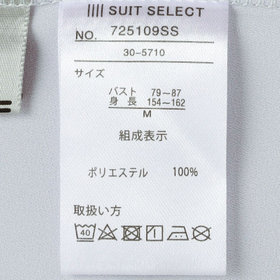 SUIT SELECT
NO. 725109SS
30-5710
サイズ
バスト 79～87
身長 154～162
M
組成表示
ポリエステル 100%
取扱い方
40